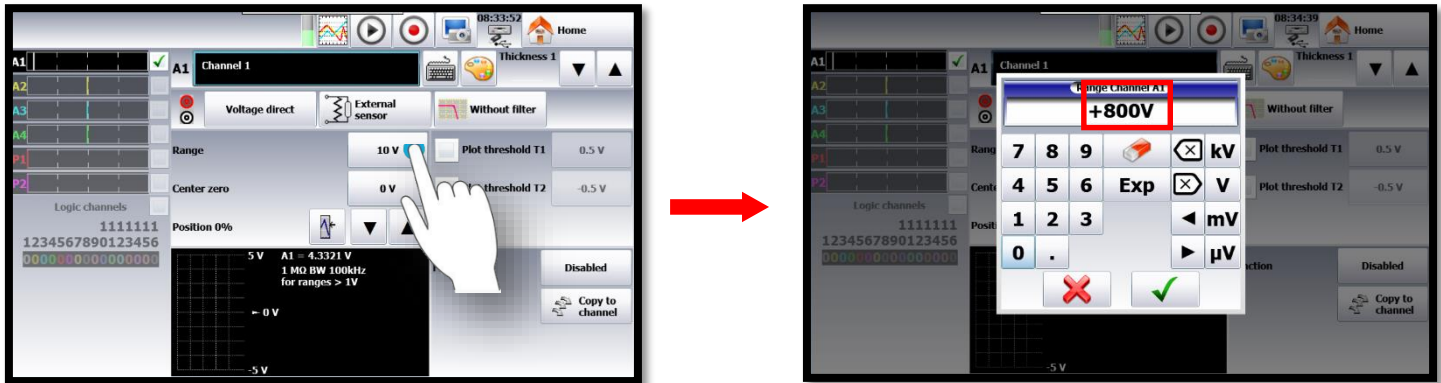 08:33:52
Home
A1
A1 Channel 1
Thickness 1
A2
A3
Voltage direct
External sensor
Without filter
A4
P1
Range
10 V
Plot threshold T1
0.5 V
P2
Center zero
0 V
threshold T2
-0.5 V
Logic channels
1111111
1234567890123456
0000000000000000
Position 0%
5 V
A1 = 4.3321 V
1 MΩ BW 100kHz
for ranges > 1V
0 V
-5 V
Disabled
Copy to channel
08:34:39
Home
A1
A1 Channel 1
Thickness 1
A2
A3
Without filter
A4
P1
Rang
Plot threshold T1
0.5 V
P2
Cente
Plot threshold T2
-0.5 V
Logic channels
1111111
1234567890123456
0000000000000000
Posit
Range Channel A1
+800V
7 8 9 kV
4 5 6 Exp V
1 2 3 mV
0 . µV
ction
Disabled
Copy to channel
-5 V